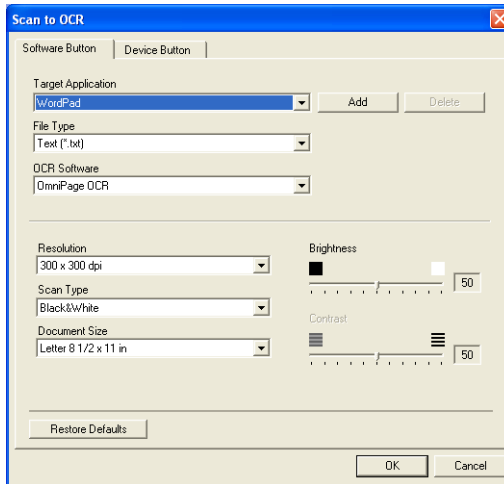 Scan to OCR
Software Button Device Button
Target Application
WordPad Add Delete
File Type
Text (*.txt)
OCR Software
OmniPage OCR
Resolution Brightness
300 x 300 dpi 50
Scan Type
Black&White
Contrast
Document Size
Letter 8 1/2 x 11 in 50
Restore Defaults
OK Cancel